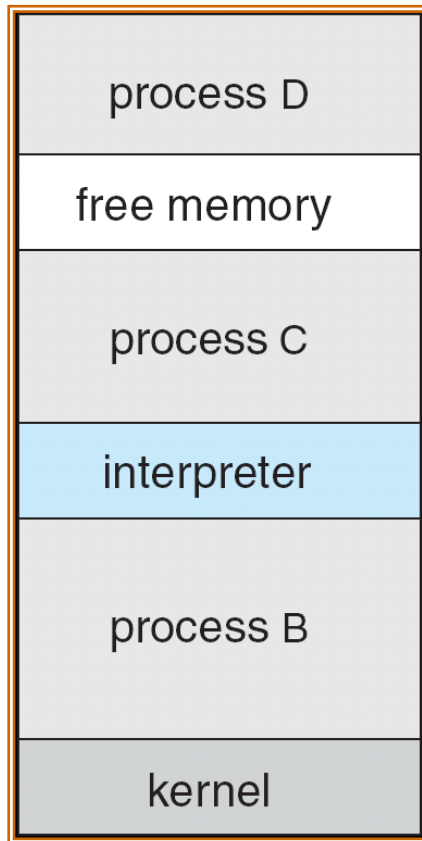 process D
free memory
process C
interpreter
process B
kernel